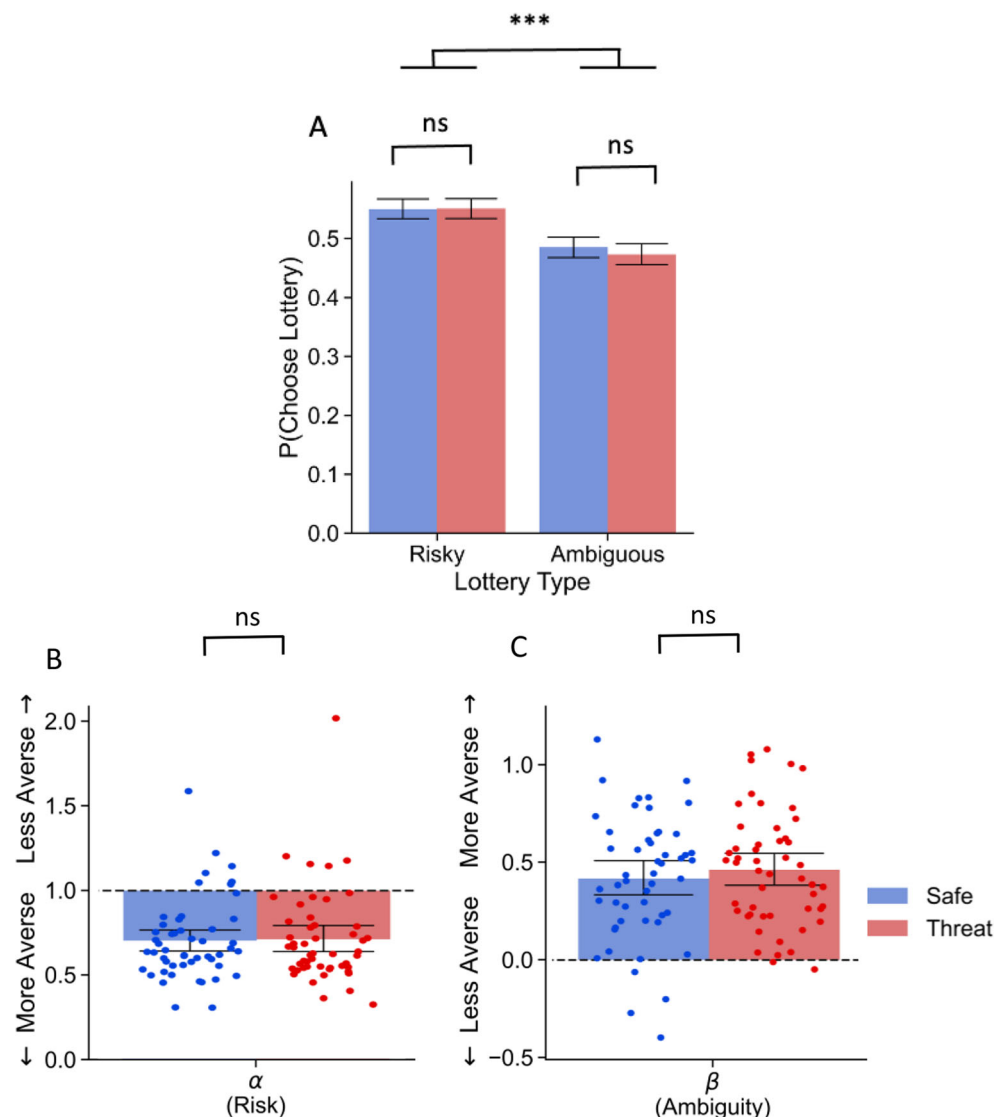 ***
A
ns
ns
P(Choose Lottery)
0.5
0.4
0.3
0.2
0.1
0.0
Risky
Ambiguous
Lottery Type
B
ns
← More Averse Less Averse →
2.0
1.5
1.0
0.5
0.0
α
(Risk)
C
ns
← Less Averse More Averse →
1.0
0.5
0.0
−0.5
β
(Ambiguity)
Safe
Threat